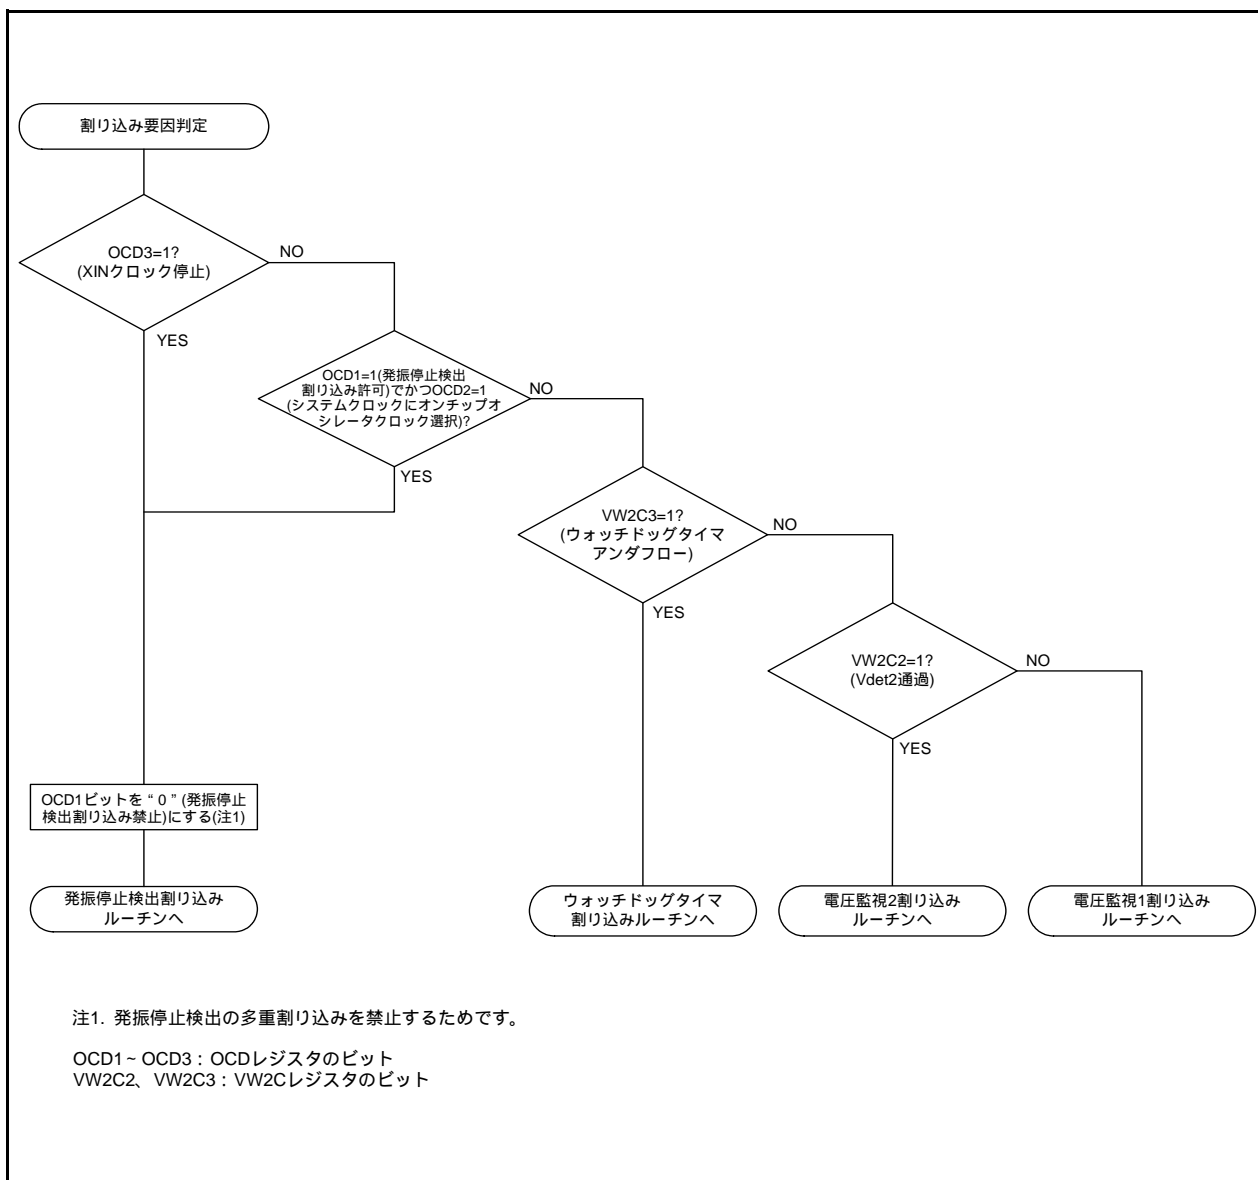 割り込み要因判定
OCD3=1?
(XINクロック停止)
NO
YES
OCD1=1(発振停止検出
割り込み許可)でかつOCD2=1
(システムクロックにオンチップオ
シレータクロック選択)?
NO
YES
VW2C3=1?
(ウォッチドッグタイマ
アンダフロー)
NO
YES
VW2C2=1?
(Vdet2通過)
NO
YES
OCD1ビットを“0”(発振停止
検出割り込み禁止)にする(注1)
発振停止検出割り込み
ルーチンへ
ウォッチドッグタイマ
割り込みルーチンへ
電圧監視2割り込み
ルーチンへ
電圧監視1割り込み
ルーチンへ
注1. 発振停止検出の多重割り込みを禁止するためです。
OCD1~OCD3：OCDレジスタのビット
VW2C2、VW2C3：VW2Cレジスタのビット